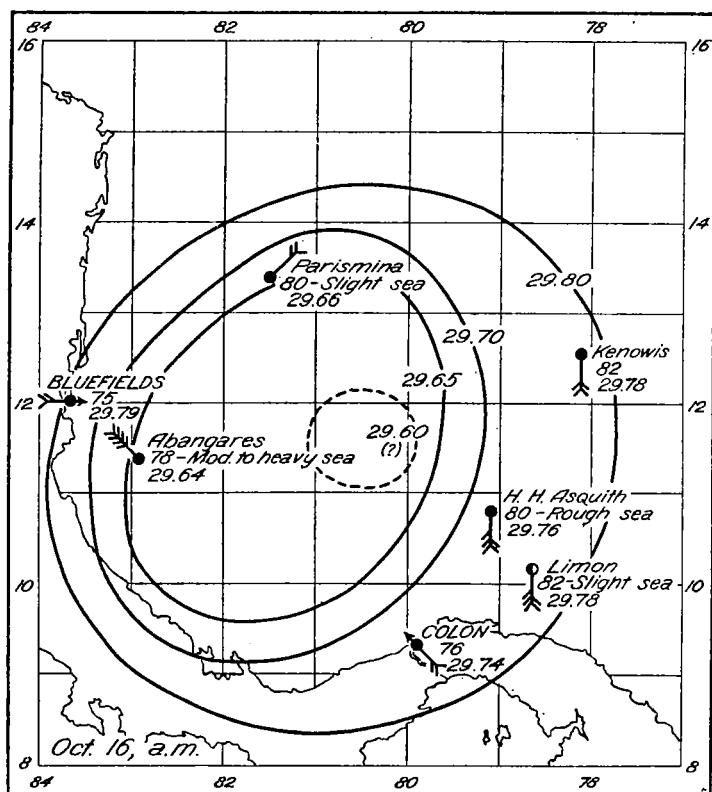 84 82 80 78
16 16
14 14
Parismina
80-Slight sea
29.66
29.80
29.70
Kenowis
82
29.78
29.65
BLUEFIELDS
75
29.79
12 12
29.60
(?)
Abangares
78-Mod. to heavy sea
29.64
H. H. Asquith
80-Rough sea
29.76
Limon
82-Slight sea
29.78
10 10
COLON
76
29.74
Oct. 16, a.m.
8 8
84 82 80 78